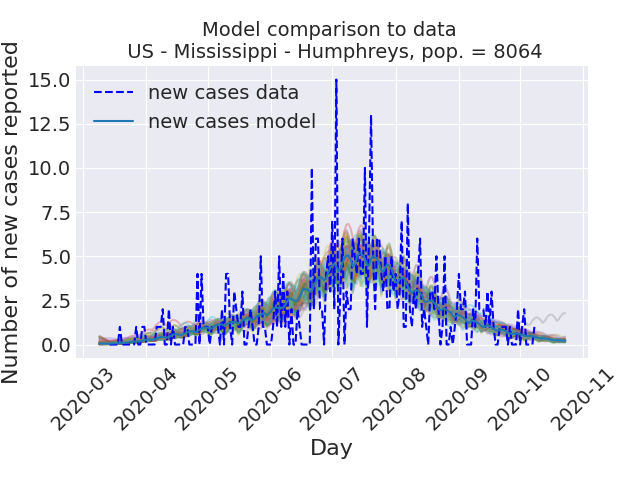 Model comparison to data
US - Mississippi - Humphreys, pop. = 8064
Number of new cases reported
15.0
12.5
10.0
7.5
5.0
2.5
0.0
new cases data
new cases model
2020-03
2020-04
2020-05
2020-06
2020-07
2020-08
2020-09
2020-10
2020-11
Day